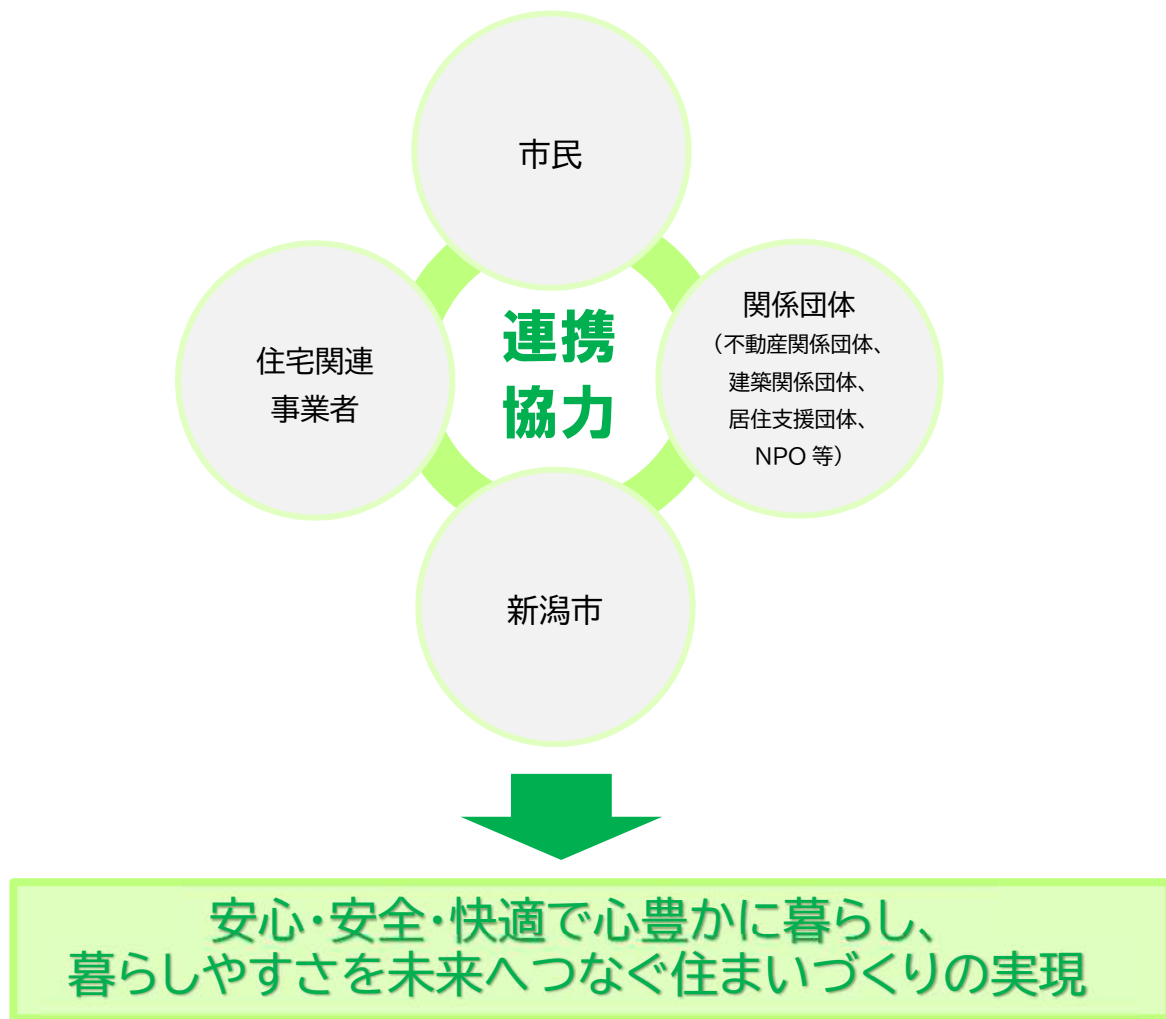 市民
連携
協力
住宅関連
事業者
関係団体
（不動産関係団体、
建築関係団体、
居住支援団体、
NPO 等）
新潟市
安心・安全・快適で心豊かに暮らし、
暮らしやすさを未来へつなぐ住まいづくりの実現